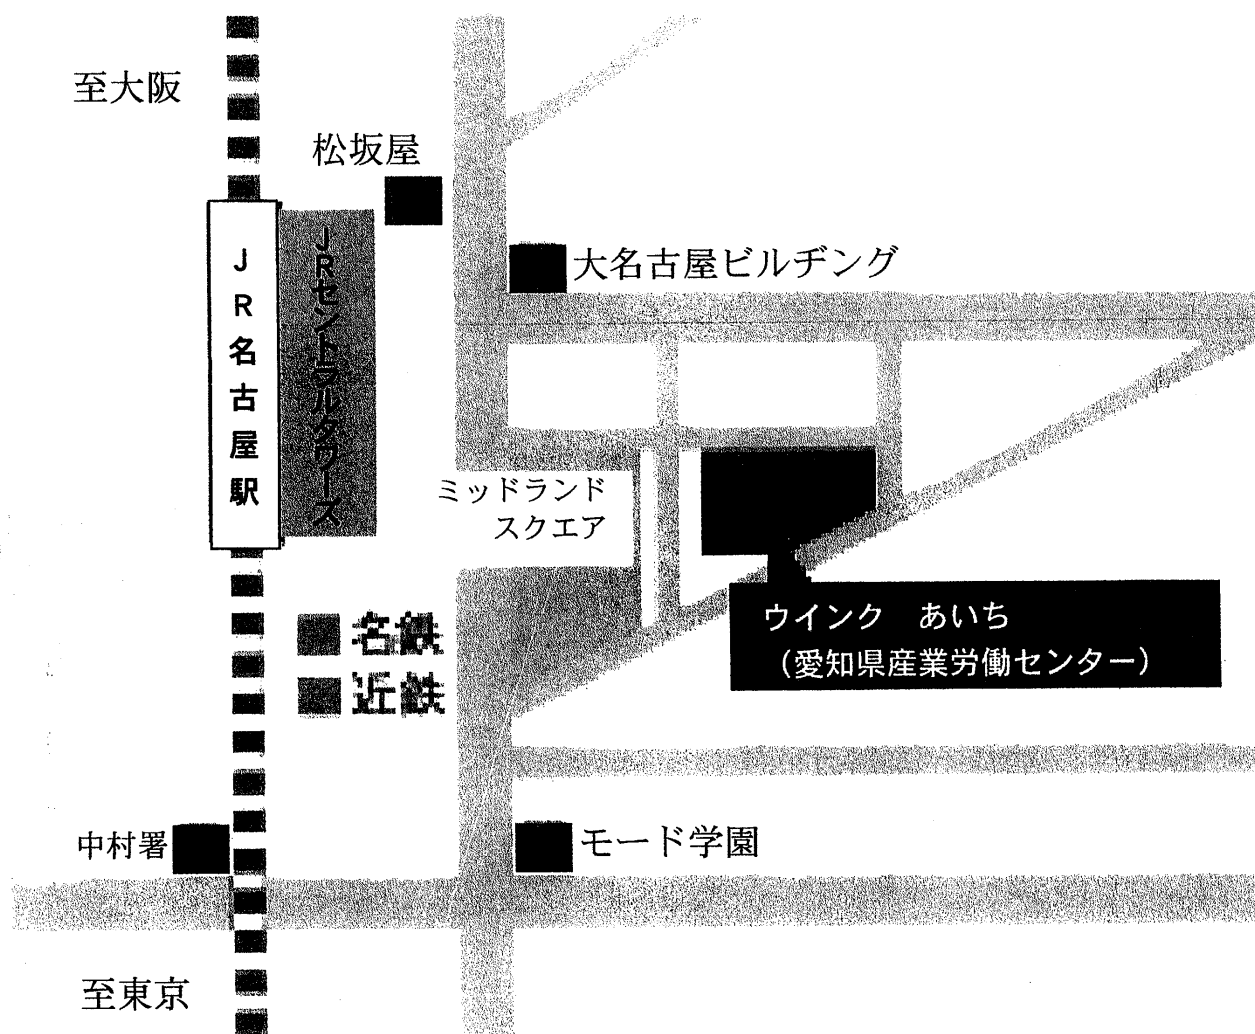 至大阪
松坂屋
JR名古屋駅
JRセントラルタワーズ
大名古屋ビルヂング
ミッドランド
スクエア
名鉄
近鉄
ウインク　あいち
（愛知県産業労働センター）
中村署
モード学園
至東京